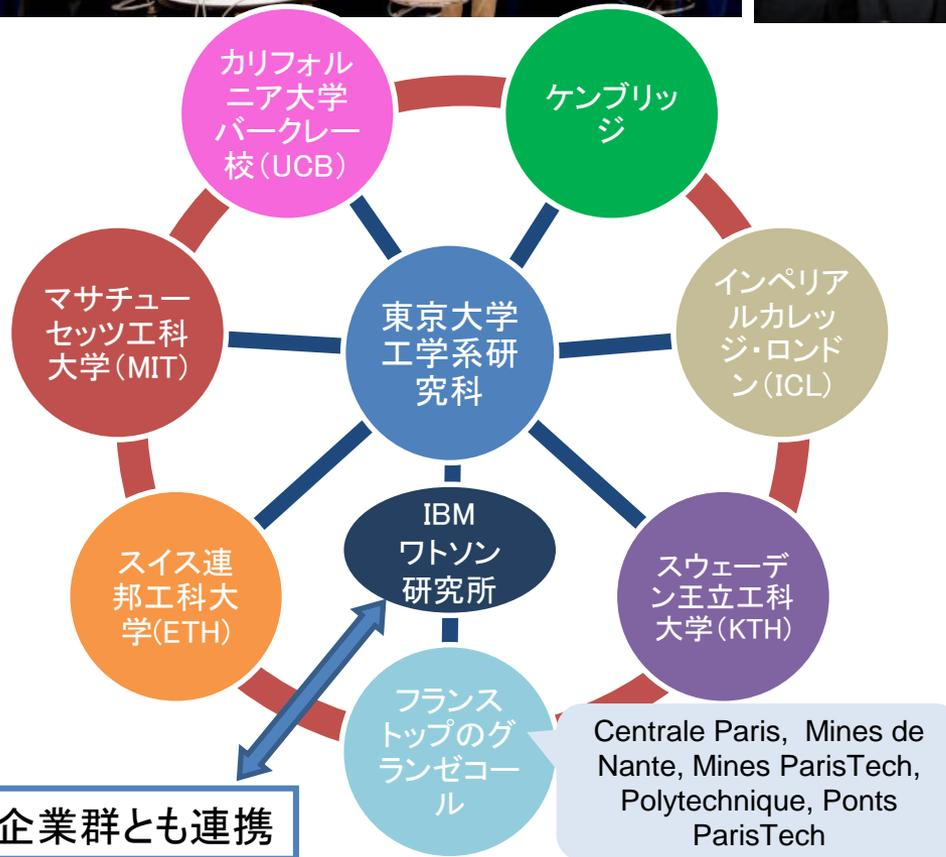 カリフォル
ニア大学
バークレー
校(UCB)
ケンブリッ
ジ
マサチュー
セッツ工科
大学(MIT)
東京大学
工学系研
究科
インペリア
ルカレッ
ジ・ロンド
ン(ICL)
スイス連
邦工科大
学(ETH)
IBM
ワトソン
研究所
スウェーデ
ン王立工科
大学(KTH)
フランス
トップのグ
ランゼコー
ル
Centrale Paris, Mines de
Nante, Mines ParisTech,
Polytechnique, Ponts
ParisTech
企業群とも連携